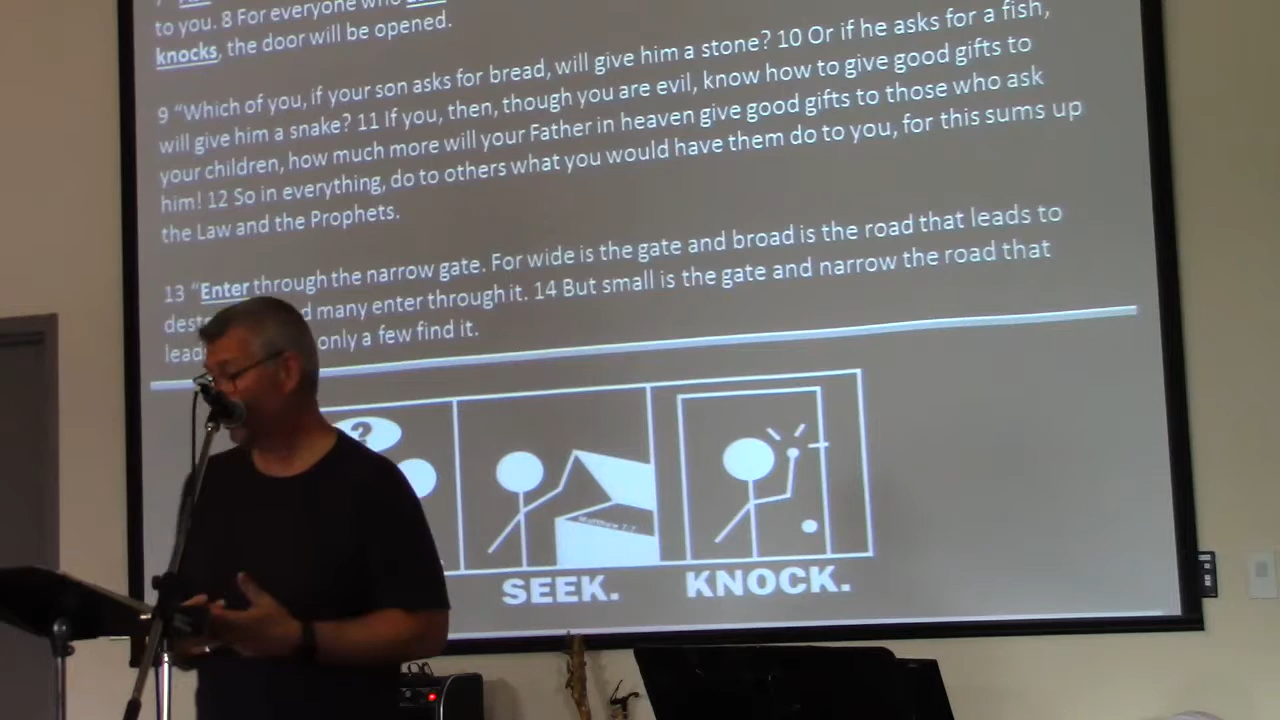 to you. 8 For everyone who
knocks, the door will be opened.
9 “Which of you, if your son asks for bread, will give him a stone? 10 Or if he asks for a fish,
will give him a snake? 11 If you, then, though you are evil, know how to give good gifts to
your children, how much more will your Father in heaven give good gifts to those who ask
him! 12 So in everything, do to others what you would have them do to you, for this sums up
the Law and the Prophets.
13 “Enter through the narrow gate. For wide is the gate and broad is the road that leads to
many enter through it. 14 But small is the gate and narrow the road that
only a few find it.
?
Matthew 7:7
SEEK. KNOCK.